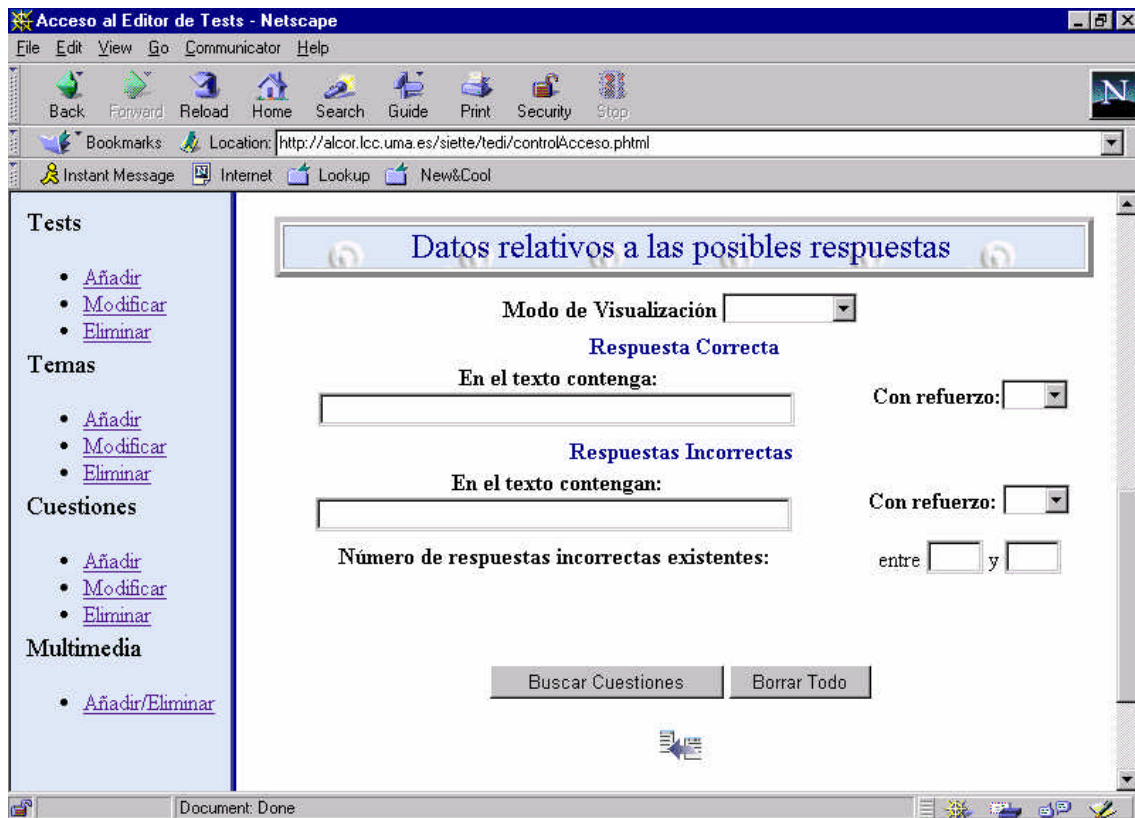 Acceso al Editor de Tests - Netscape
File Edit View Go Communicator Help
Back Forward Reload Home Search Guide Print Security Stop
N
Bookmarks Location: http://alcor.lcc.uma.es/siette/tedi/controlAcceso.phtml
Instant Message Internet Lookup New&Cool
Tests
Añadir
Modificar
Eliminar
Temas
Añadir
Modificar
Eliminar
Cuestiones
Añadir
Modificar
Eliminar
Multimedia
Añadir/Eliminar
Datos relativos a las posibles respuestas
Modo de Visualización
Respuesta Correcta
En el texto contenga:
Con refuerzo:
Respuestas Incorrectas
En el texto contengan:
Con refuerzo:
Número de respuestas incorrectas existentes: entre y
Buscar Cuestiones Borrar Todo
Document: Done